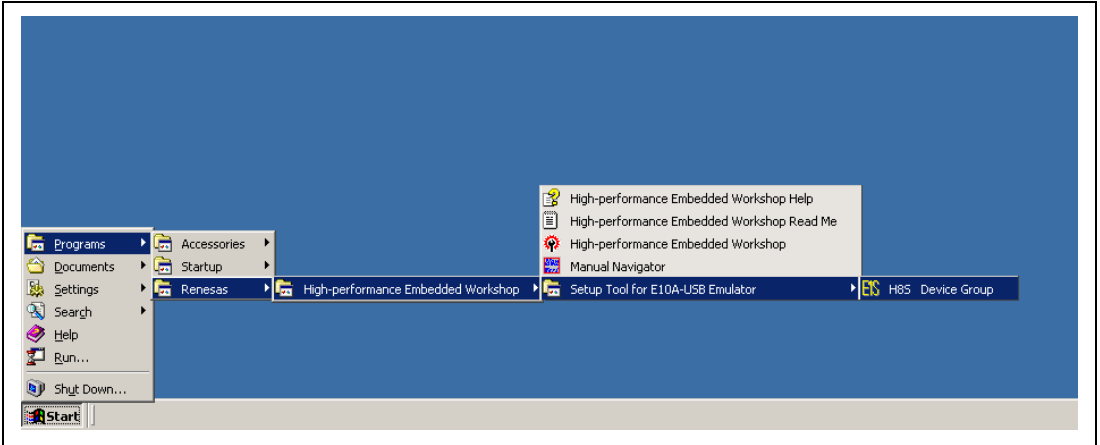 High-performance Embedded Workshop Help
High-performance Embedded Workshop Read Me
Programs
Accessories
High-performance Embedded Workshop
Documents
Startup
Manual Navigator
Settings
Renesas
High-performance Embedded Workshop
Setup Tool for E10A-USB Emulator
H8S Device Group
Search
Help
Run...
Shut Down...
Start